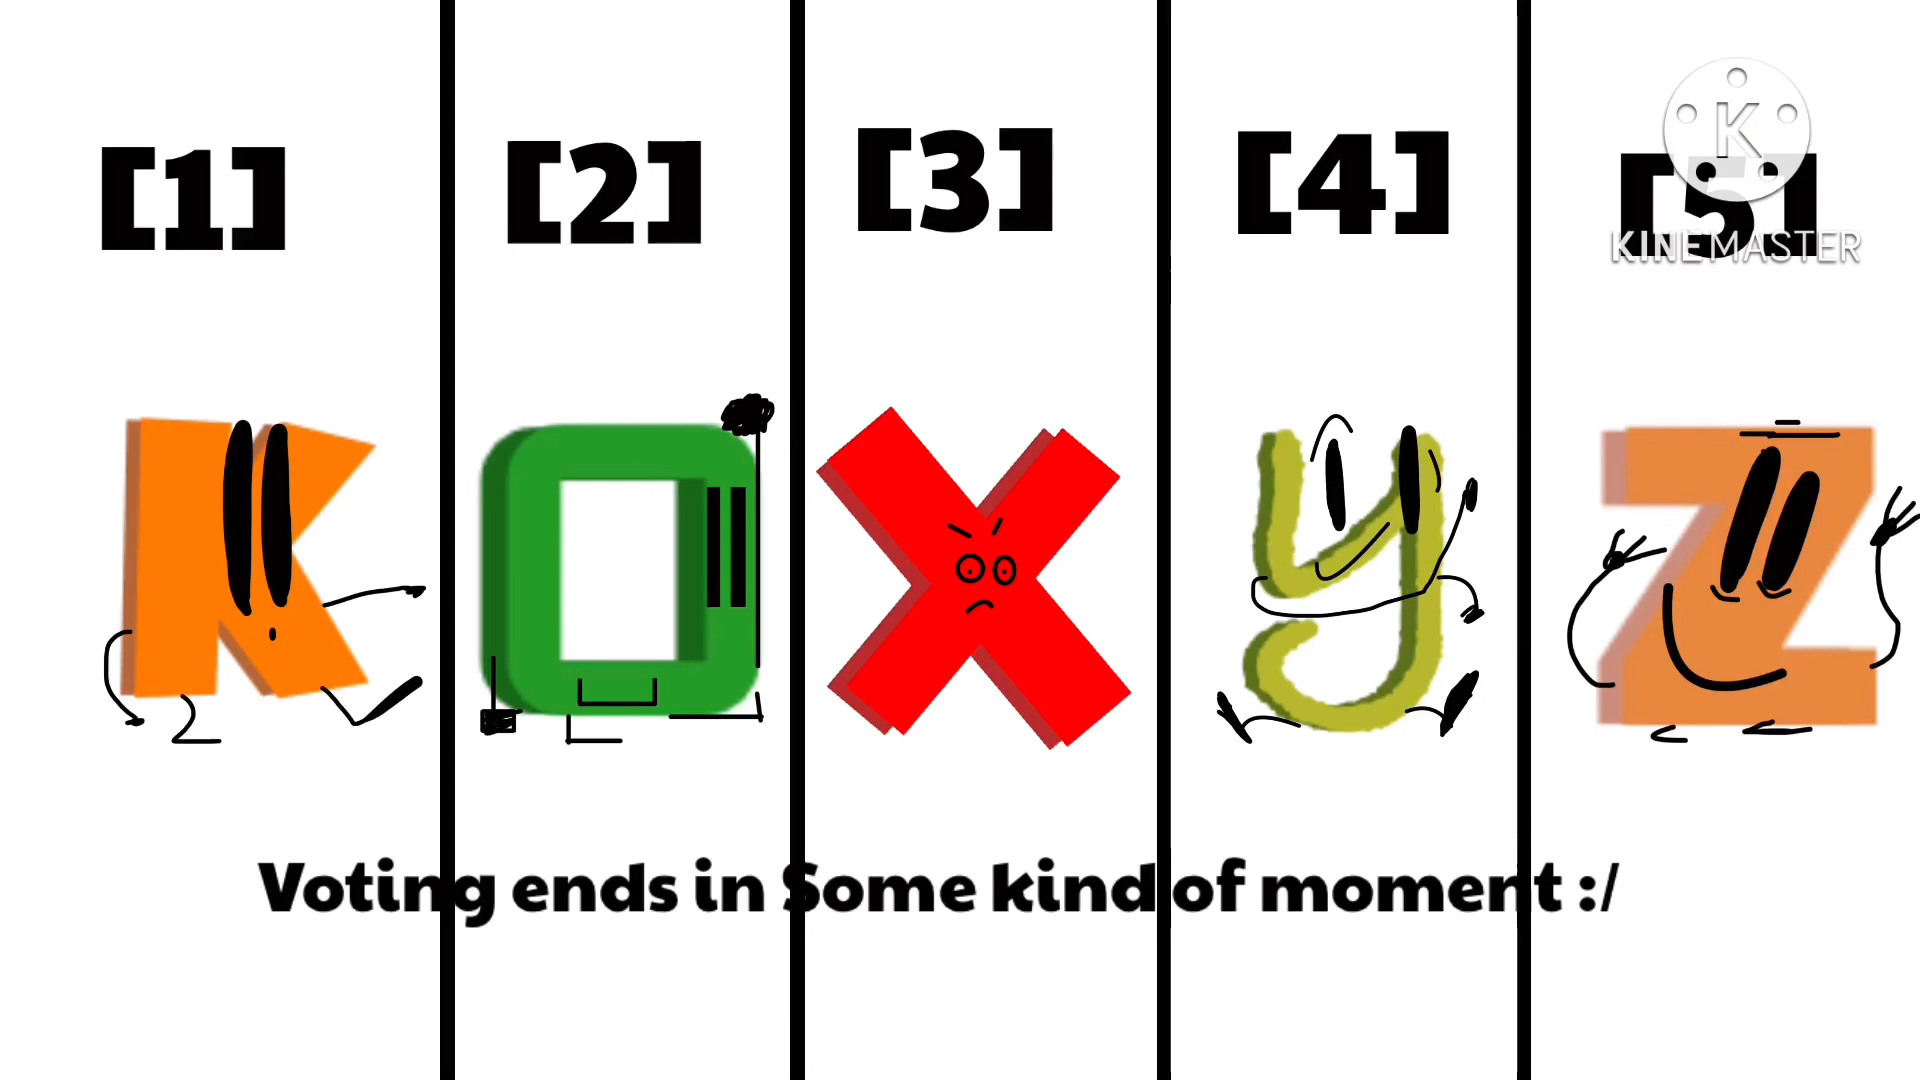 [1] [2] [3] [4] [5]
K
KINEMASTER
K O X y Z
Voting ends in Some kind of moment :/